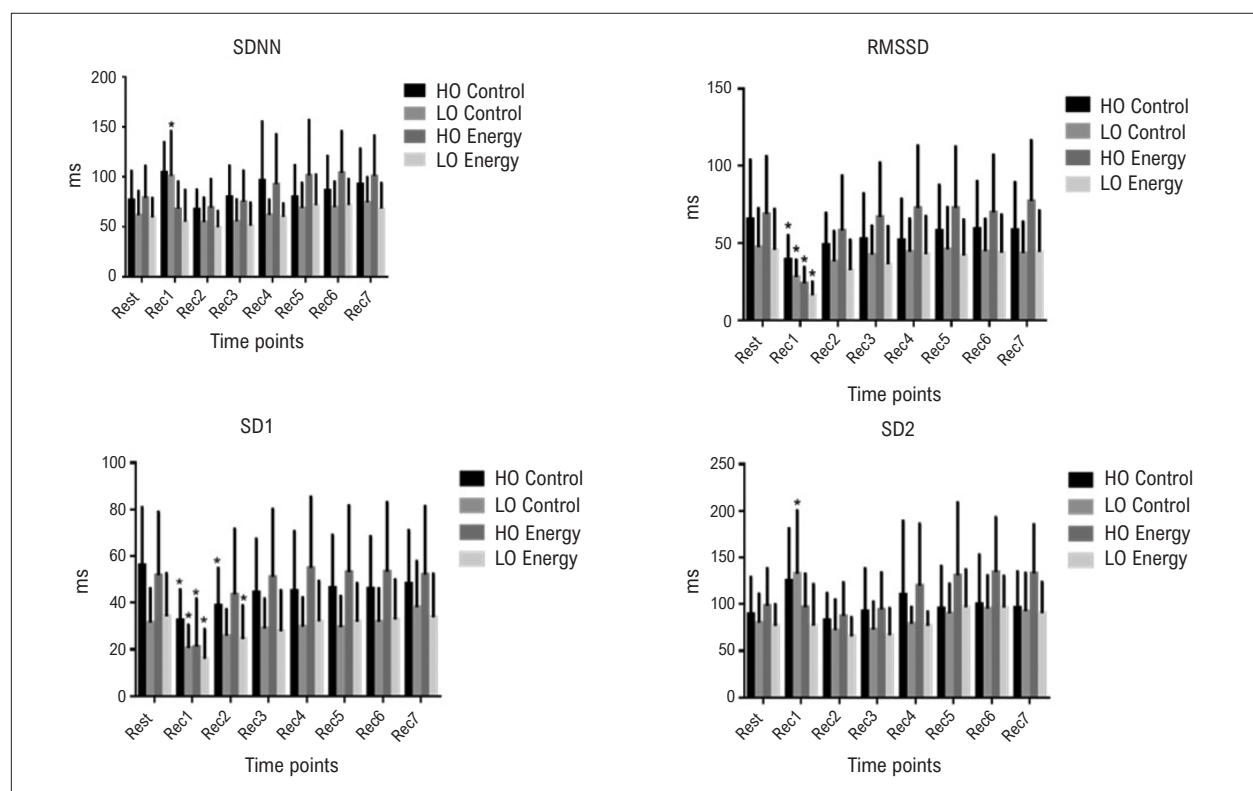 SDNN
200
150
100
50
0
ms
*
HO Control
LO Control
HO Energy
LO Energy
Rest Rec1 Rec2 Rec3 Rec4 Rec5 Rec6 Rec7
Time points
RMSSD
150
100
50
0
ms
* * * *
HO Control
LO Control
HO Energy
LO Energy
Rest Rec1 Rec2 Rec3 Rec4 Rec5 Rec6 Rec7
Time points
SD1
100
80
60
40
20
0
ms
* * * * * *
HO Control
LO Control
HO Energy
LO Energy
Rest Rec1 Rec2 Rec3 Rec4 Rec5 Rec6 Rec7
Time points
SD2
250
200
150
100
50
0
ms
*
HO Control
LO Control
HO Energy
LO Energy
Rest Rec1 Rec2 Rec3 Rec4 Rec5 Rec6 Rec7
Time points